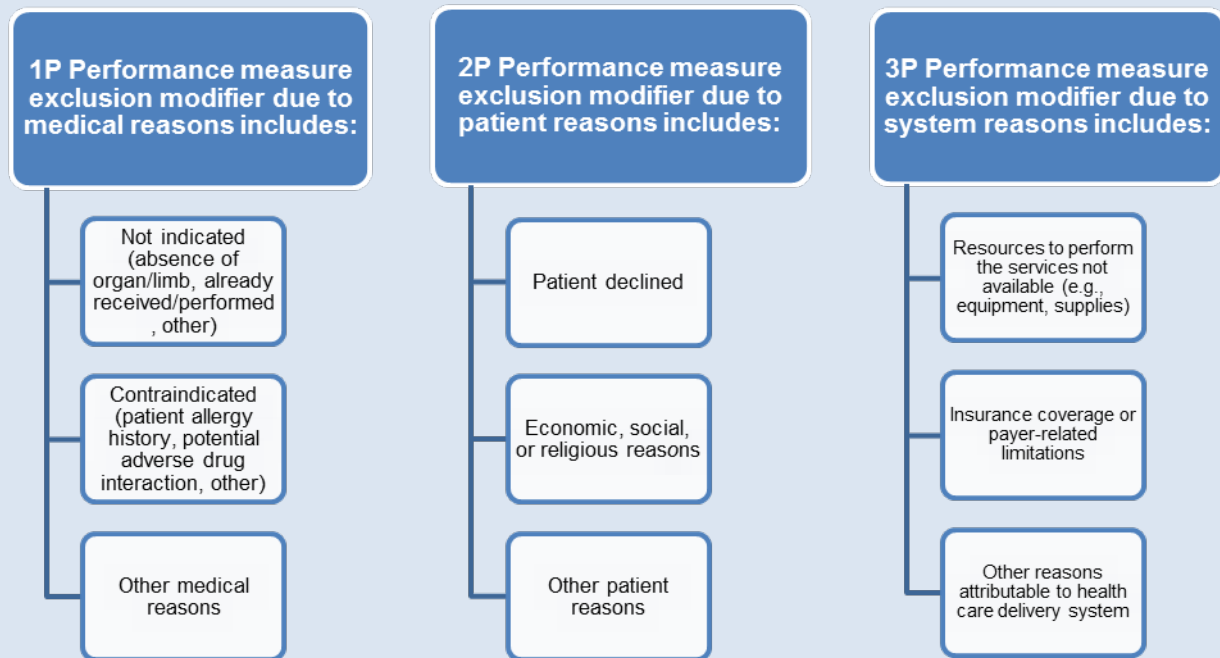 1P Performance measure
exclusion modifier due to
medical reasons includes:
Not indicated
(absence of
organ/limb, already
received/performed
, other)
Contraindicated
(patient allergy
history, potential
adverse drug
interaction, other)
Other medical
reasons
2P Performance measure
exclusion modifier due to
patient reasons includes:
Patient declined
Economic, social,
or religious reasons
Other patient
reasons
3P Performance measure
exclusion modifier due to
system reasons includes:
Resources to perform
the services not
available (e.g.,
equipment, supplies)
Insurance coverage or
payer-related
limitations
Other reasons
attributable to health
care delivery system